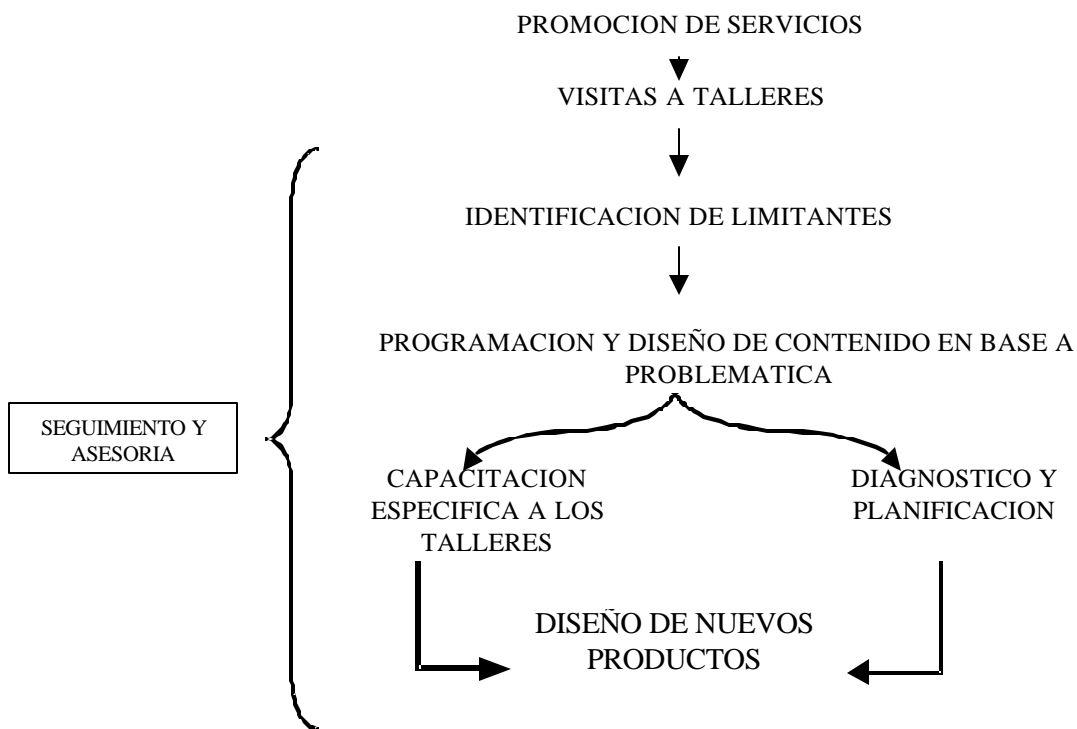 PROMOCION DE SERVICIOS
VISITAS A TALLERES
IDENTIFICACION DE LIMITANTES
PROGRAMACION Y DISEÑO DE CONTENIDO EN BASE A
PROBLEMATICA
SEGUIMIENTO Y
ASESORIA
CAPACITACION
ESPECIFICA A LOS
TALLERES
DIAGNOSTICO Y
PLANIFICACION
DISEÑO DE NUEVOS
PRODUCTOS